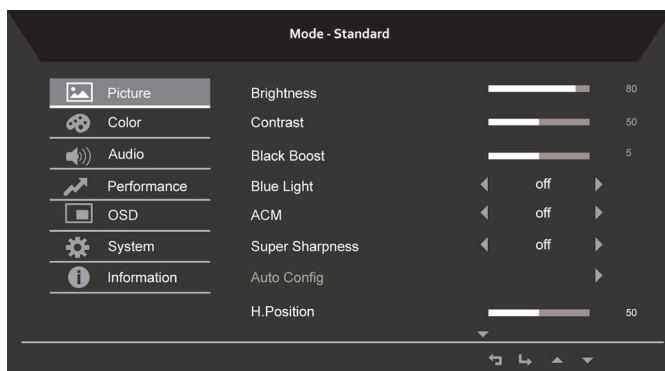 Mode - Standard
Picture
Brightness 80
Color
Contrast 50
Audio
Black Boost 5
Performance
Blue Light off
OSD
ACM off
System
Super Sharpness off
Information
Auto Config
H.Position 50